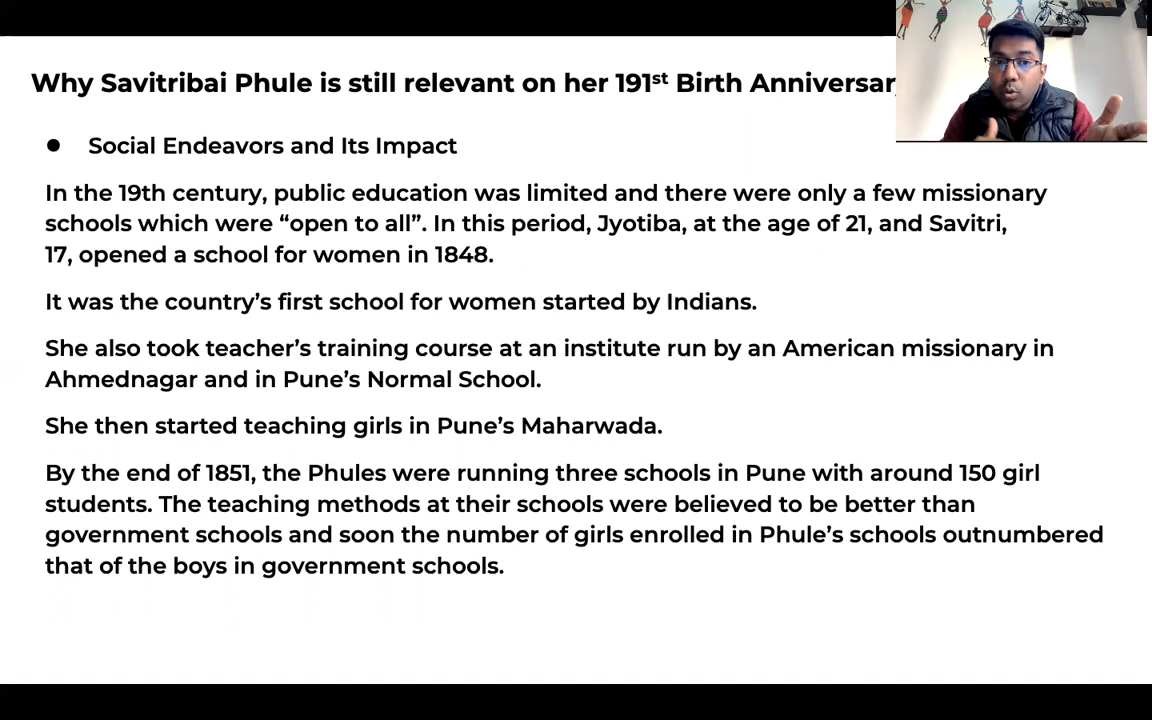 Why Savitribai Phule is still relevant on her 191st Birth Anniversary
● Social Endeavors and Its Impact
In the 19th century, public education was limited and there were only a few missionary
schools which were “open to all”. In this period, Jyotiba, at the age of 21, and Savitri,
17, opened a school for women in 1848.
It was the country’s first school for women started by Indians.
She also took teacher’s training course at an institute run by an American missionary in
Ahmednagar and in Pune’s Normal School.
She then started teaching girls in Pune’s Maharwada.
By the end of 1851, the Phules were running three schools in Pune with around 150 girl
students. The teaching methods at their schools were believed to be better than
government schools and soon the number of girls enrolled in Phule’s schools outnumbered
that of the boys in government schools.